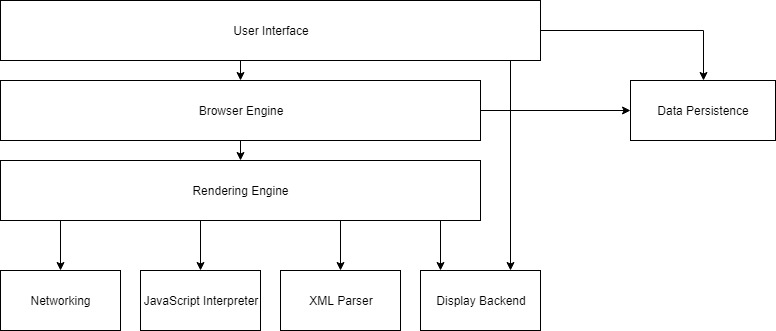 User Interface
Browser Engine
Data Persistence
Rendering Engine
Networking
JavaScript Interpreter
XML Parser
Display Backend